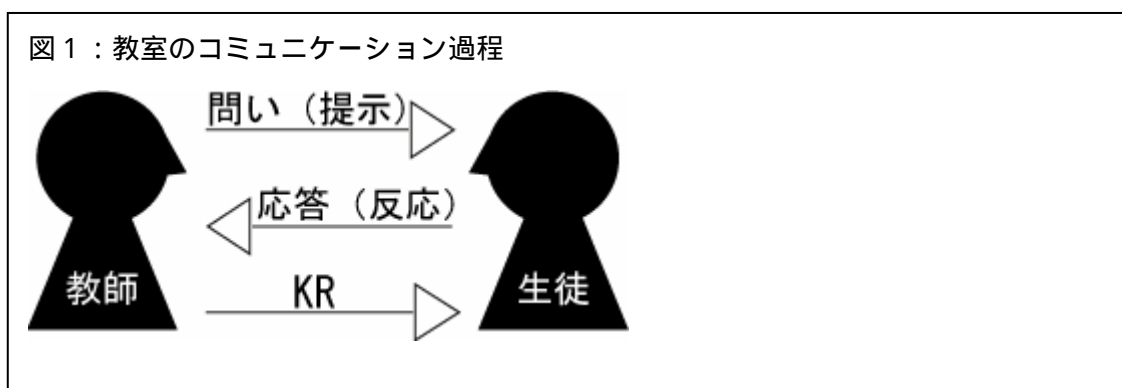 図１：教室のコミュニケーション過程
問い（提示）
応答（反応）
教師
KR
生徒